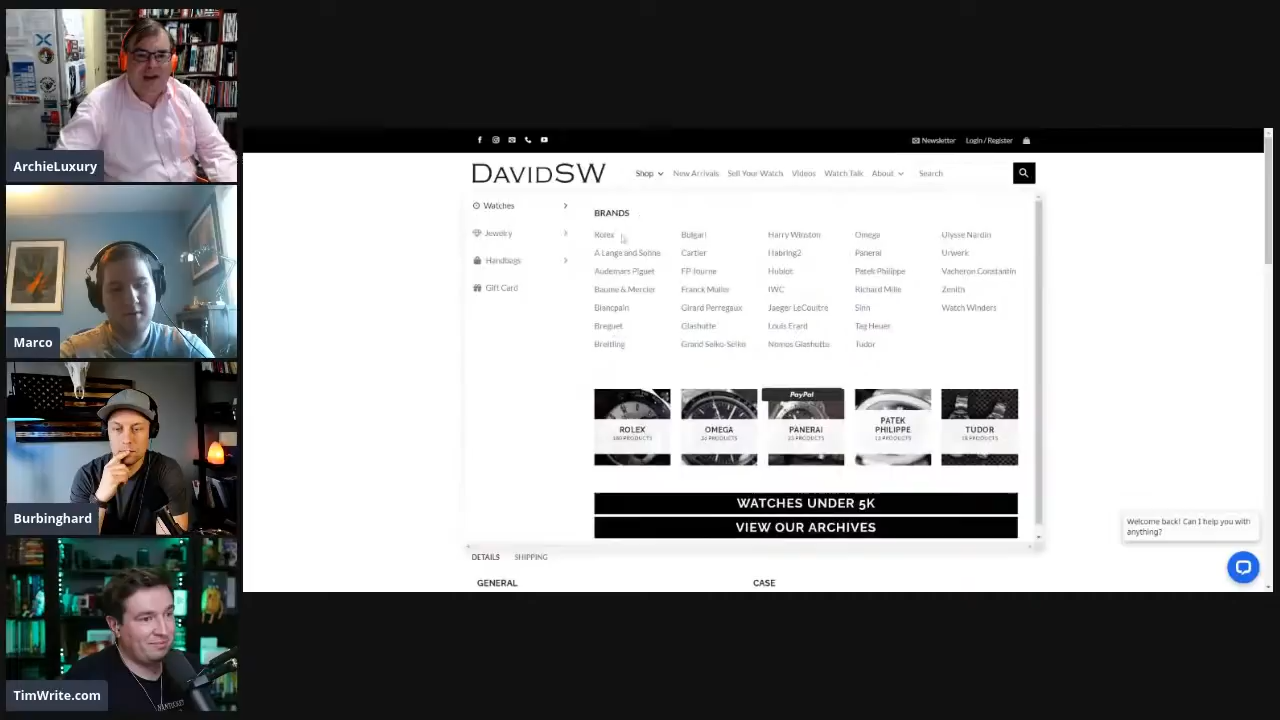 ArchieLuxury
Marco
Burbinghard
TimWrite.com
Newsletter
Login / Register
DAVIDSW
Shop
New Arrivals
Sell Your Watch
Videos
Watch Talk
About
Search
Watches
Jewelry
Handbags
Gift Card
BRANDS
Rolex
A Lange and Sohne
Audemars Piguet
Baume & Mercier
Blancpain
Breguet
Breitling
Bulgari
Cartier
FP-Journe
Franck Muller
Girard Perregaux
Glashutte
Grand Seiko-Seiko
Harry Winston
Habring2
Hublot
IWC
Jaeger LeCoultre
Louis Erard
Nomos Glashutte
Omega
Panerai
Patek Philippe
Richard Mille
Sinn
Tag Heuer
Tudor
Ulysse Nardin
Urwerk
Vacheron Constantin
Zenith
Watch Winders
ROLEX
OMEGA
PayPal
PANERAI
PATEK
PHILIPPE
TUDOR
WATCHES UNDER 5K
VIEW OUR ARCHIVES
Welcome back! Can I help you with
anything?
DETAILS
SHIPPING
GENERAL
CASE